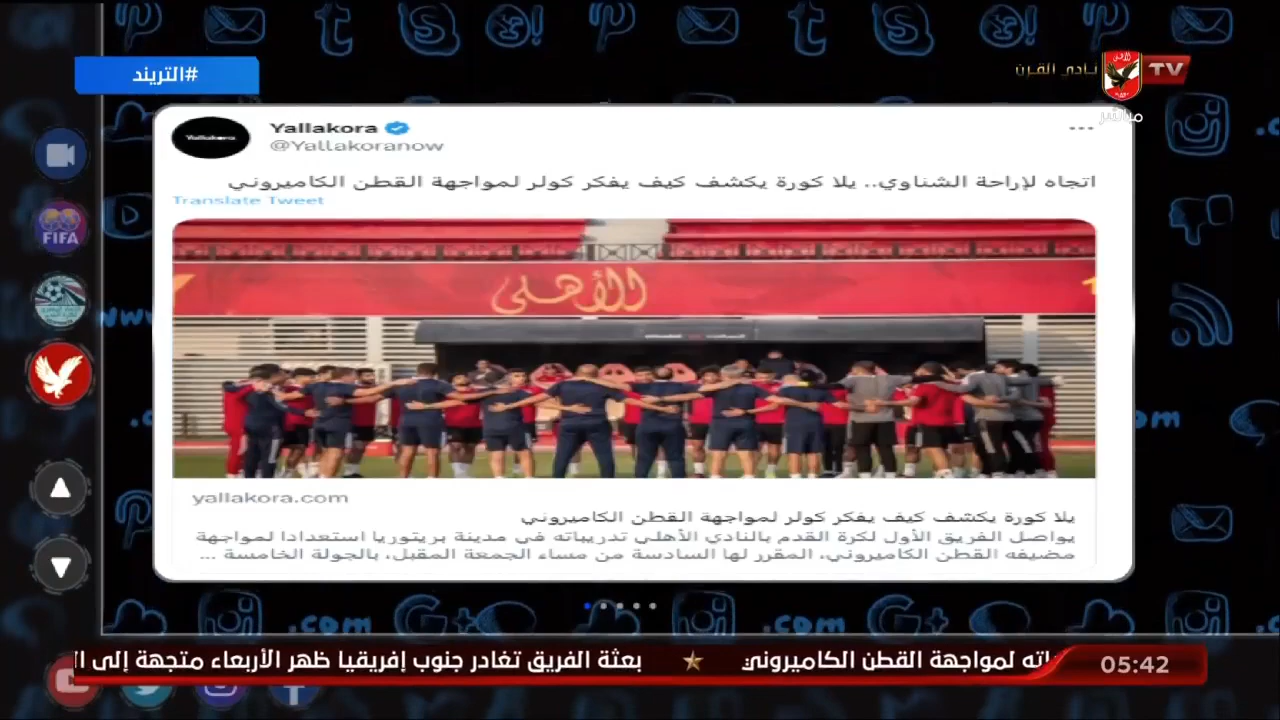 #التريند
نادي القرن
TV
مباشر
Yallakora
@Yallakoranow
اتجاه لإراحة الشناوي.. يلا كورة يكشف كيف يفكر كولر لمواجهة القطن الكاميروني
Translate Tweet
FIFA
الأهلي
yallakora.com
يلا كورة يكشف كيف يفكر كولر لمواجهة القطن الكاميروني
يواصل الفريق الأول لكرة القدم بالنادي الأهلي تدريباته في مدينة بريتوريا استعدادا لمواجهة
مضيفه القطن الكاميروني، المقرر لها السادسة من مساء الجمعة المقبل، بالجولة الخامسة ...
ـاته لمواجهة القطن الكاميروني ★ بعثة الفريق تغادر جنوب إفريقيا ظهر الأربعاء متجهة إلى ا
05:42